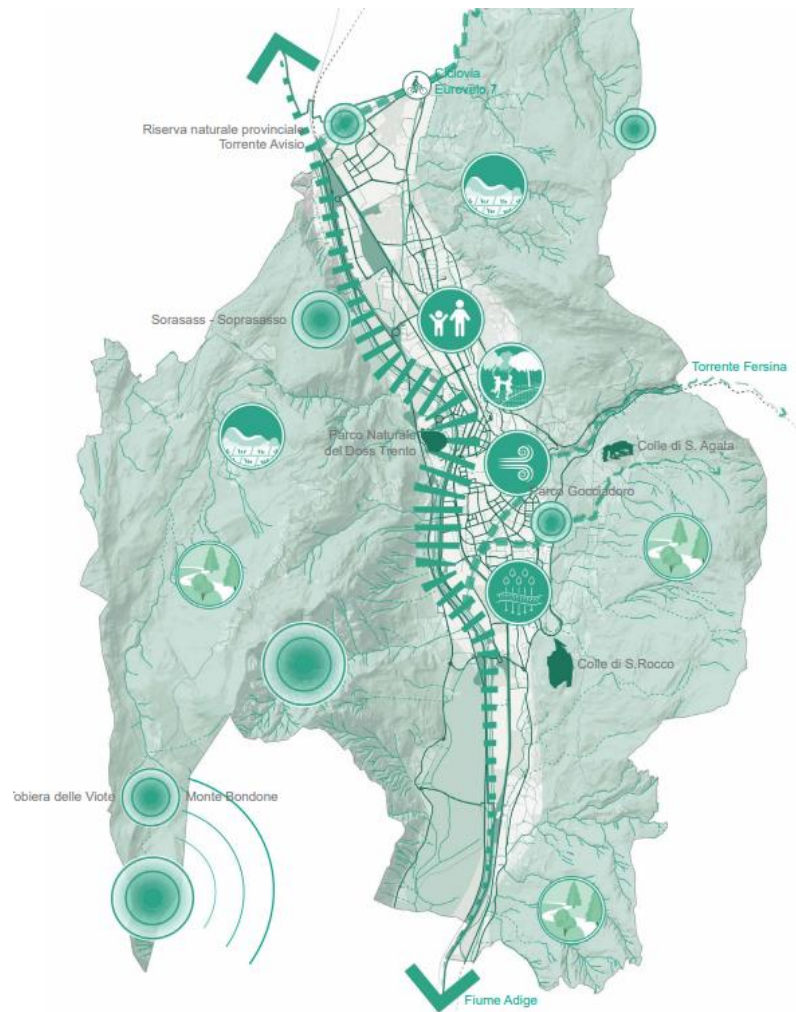 Ciclovia
Eurovelo 7
Riserva naturale provinciale
Torrente Avisio
Sorasass - Soprasasso
Torrente Fersina
Parco Naturale
del Doss Trento
Colle di S. Agata
Parco Gocciadoro
Colle di S.Rocco
obiera delle Viote
Monte Bondone
Fiume Adige